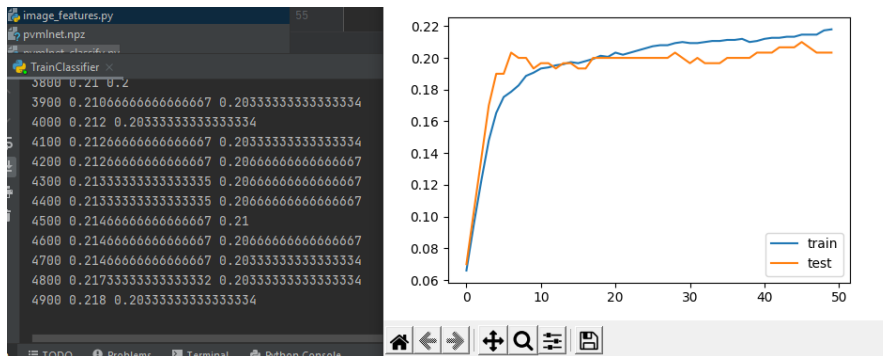 image_features.py
55
pvmlnet.npz
pvmlnet_classify.py
TrainClassifier
3800 0.21 0.2
3900 0.21066666666666667 0.20333333333333334
4000 0.212 0.20333333333333334
4100 0.21266666666666667 0.20333333333333334
4200 0.21266666666666667 0.20666666666666667
4300 0.21333333333333335 0.20666666666666667
4400 0.21333333333333335 0.20666666666666667
4500 0.21466666666666667 0.21
4600 0.21466666666666667 0.20666666666666667
4700 0.21466666666666667 0.20333333333333334
4800 0.21733333333333332 0.20333333333333334
4900 0.218 0.20333333333333334
TODO Problems Terminal Python Console
0.22
0.20
0.18
0.16
0.14
0.12
0.10
0.08
0.06
0 10 20 30 40 50
train
test